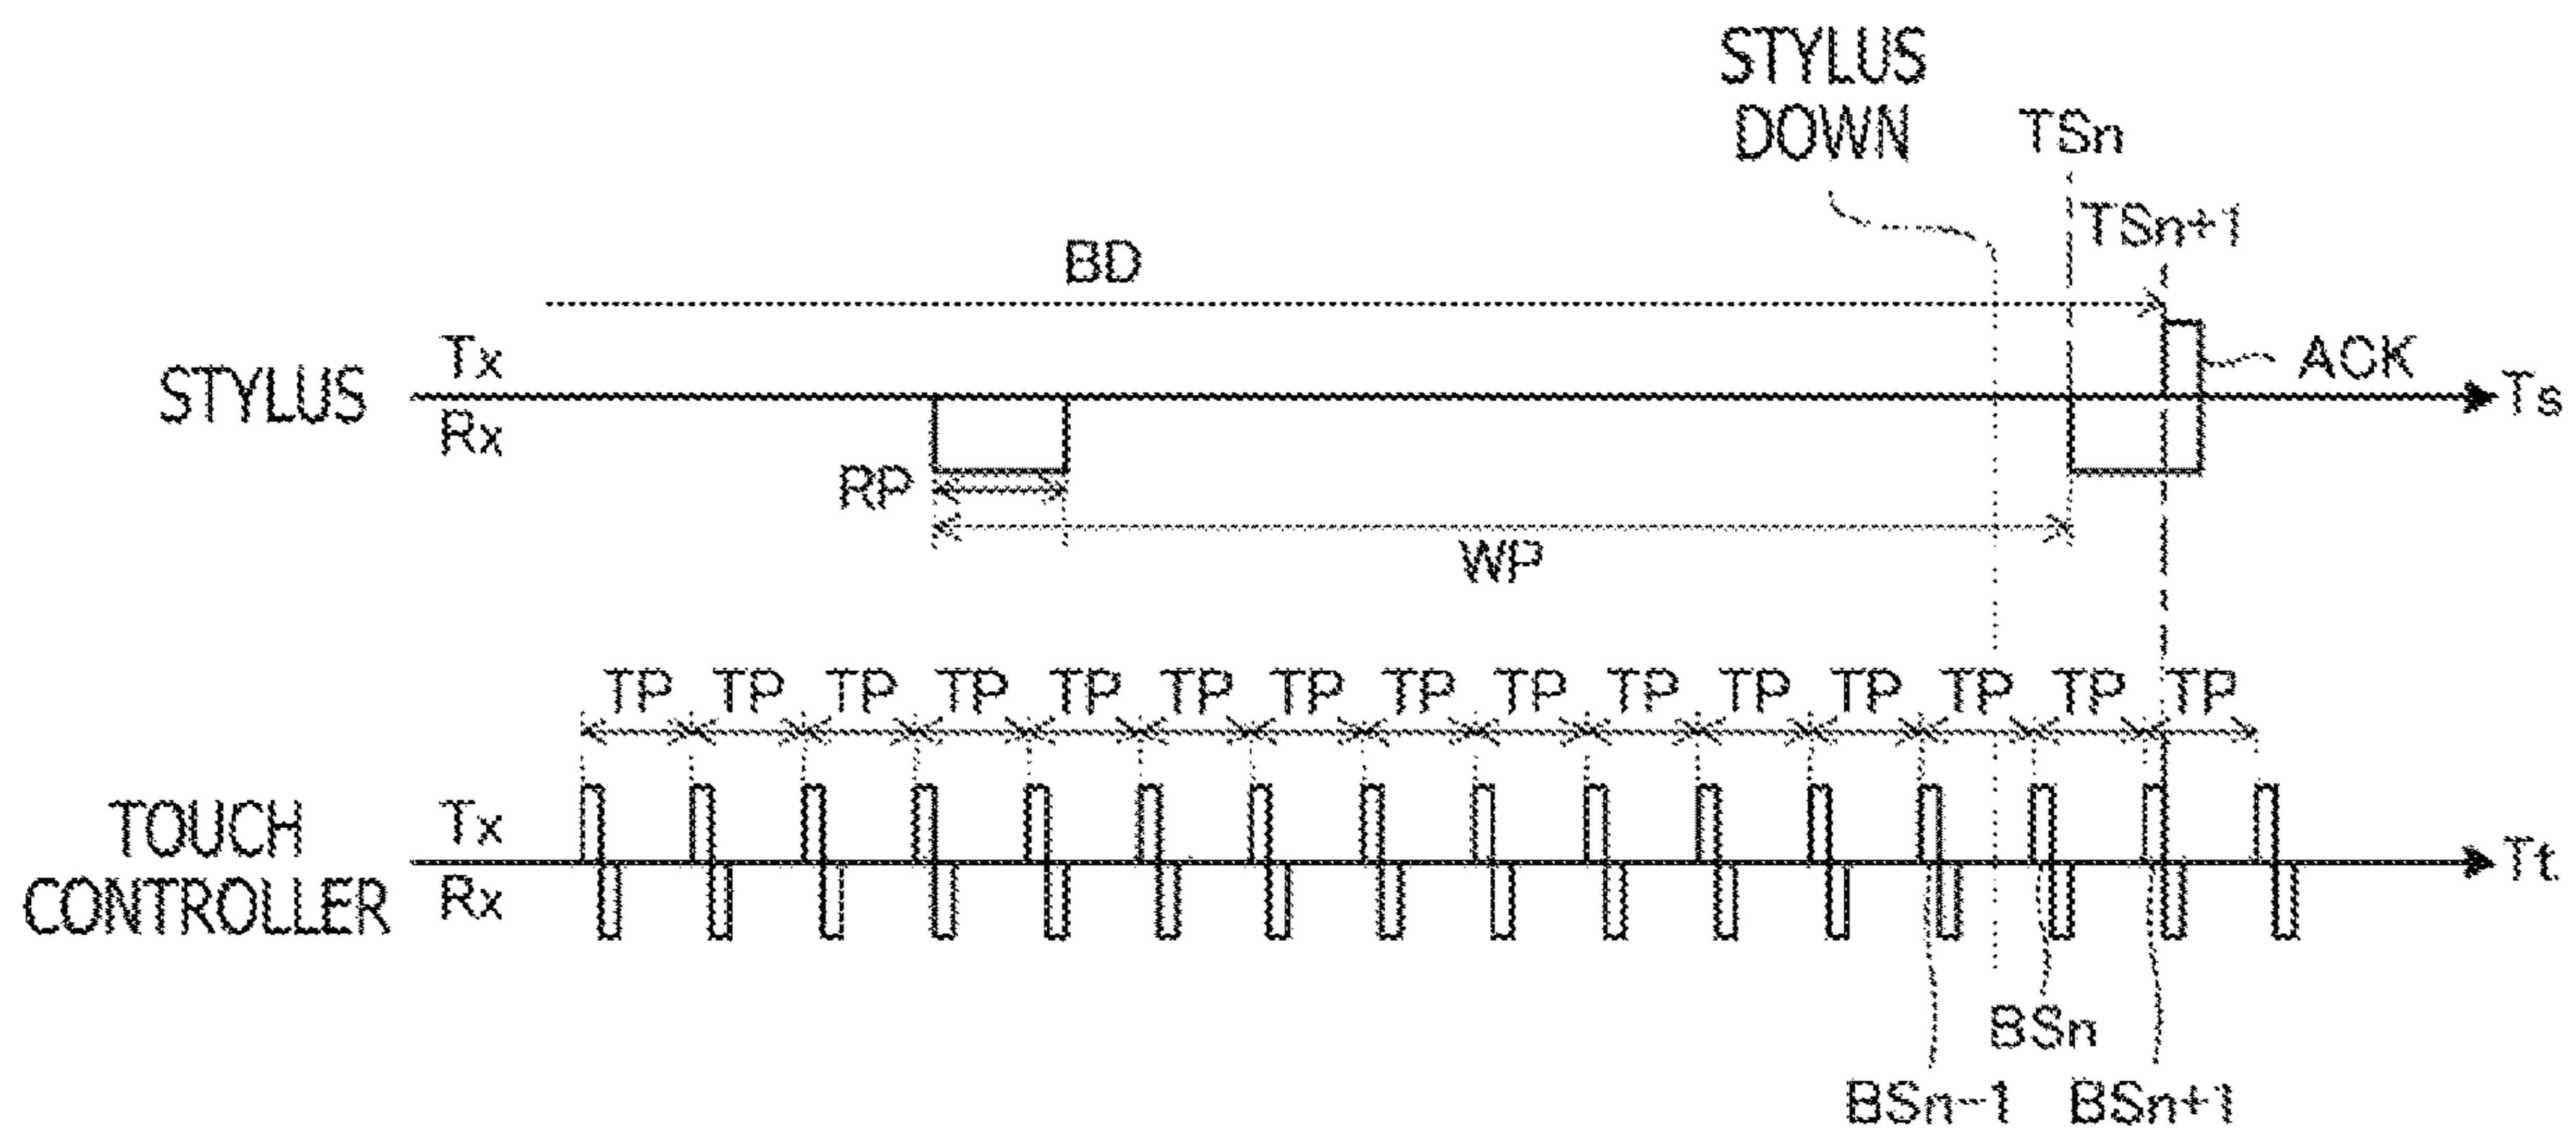 STYLUS
DOWN
TSn
TSn+1
BD
Tx
STYLUS
Rx
ACK
Ts
RP
WP
TP TP TP TP TP TP TP TP TP TP TP TP TP TP TP
TOUCH
CONTROLLER
Tx
Rx
Tt
BSn
BSn-1
BSn+1